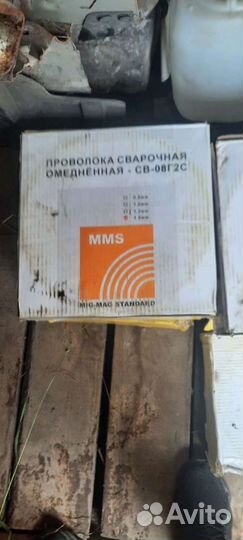 ПРОВОЛОКА СВАРОЧНАЯ
ОМЕДНЁННАЯ - СВ-08Г2С
MMS
MIG-MAG STANDARD
Avito